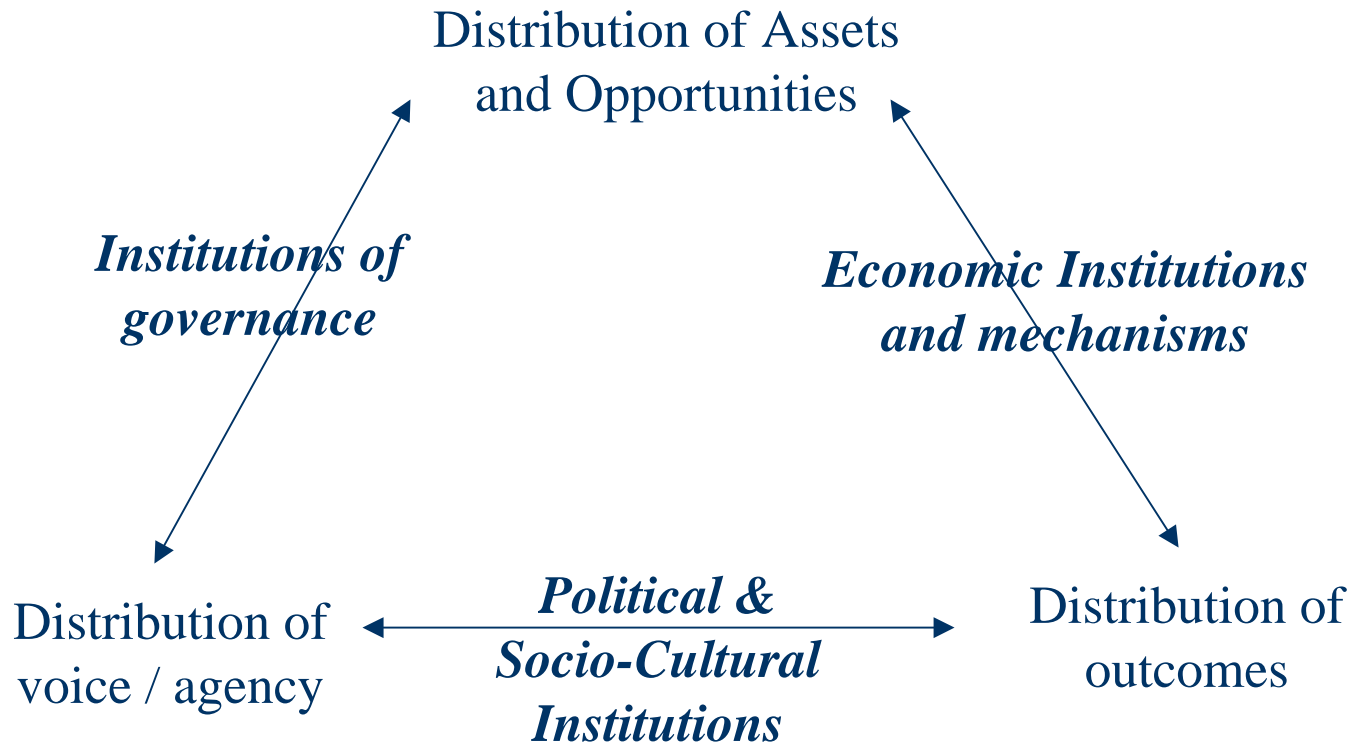 Distribution of Assets
and Opportunities
Institutions of
governance
Economic Institutions
and mechanisms
Distribution of
voice / agency
Political &
Socio-Cultural
Institutions
Distribution of
outcomes